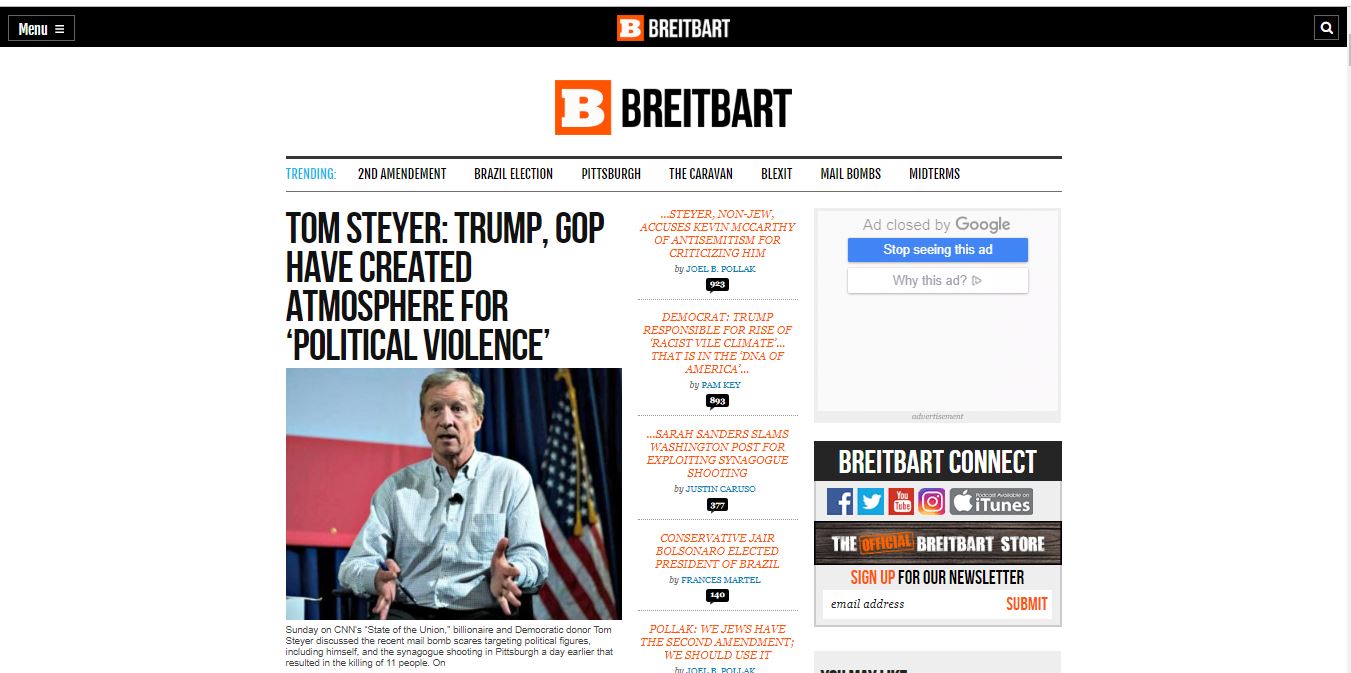 Menu
BREITBART
B BREITBART
TRENDING: 2ND AMENDEMENT BRAZIL ELECTION PITTSBURGH THE CARAVAN BLEXIT MAIL BOMBS MIDTERMS
TOM STEYER: TRUMP, GOP
HAVE CREATED
ATMOSPHERE FOR
‘POLITICAL VIOLENCE’
Sunday on CNN's "State of the Union," billionaire and Democratic donor Tom
Steyer discussed the recent mail bomb scares targeting political figures,
including himself, and the synagogue shooting in Pittsburgh a day earlier that
resulted in the killing of 11 people. On
...STEYER, NON-JEW,
ACCUSES KEVIN MCCARTHY
OF ANTISEMITISM FOR
CRITICIZING HIM
by JOEL B. POLLAK
923
DEMOCRAT: TRUMP
RESPONSIBLE FOR RISE OF
‘RACIST VILE CLIMATE’...
THAT IS IN THE ‘DNA OF
AMERICA’...
by PAM KEY
893
...SARAH SANDERS SLAMS
WASHINGTON POST FOR
EXPLOITING SYNAGOGUE
SHOOTING
by JUSTIN CARUSO
377
CONSERVATIVE JAIR
BOLSONARO ELECTED
PRESIDENT OF BRAZIL
by FRANCES MARTEL
140
POLLAK: WE JEWS HAVE
THE SECOND AMENDMENT;
WE SHOULD USE IT
by JOEL B. POLLAK
Ad closed by Google
Stop seeing this ad
Why this ad?
advertisement
BREITBART CONNECT
You
Tube
Podcast Available on
iTunes
THE OFFICIAL BREITBART STORE
SIGN UP FOR OUR NEWSLETTER
email address SUBMIT
YOU MAY LIKE